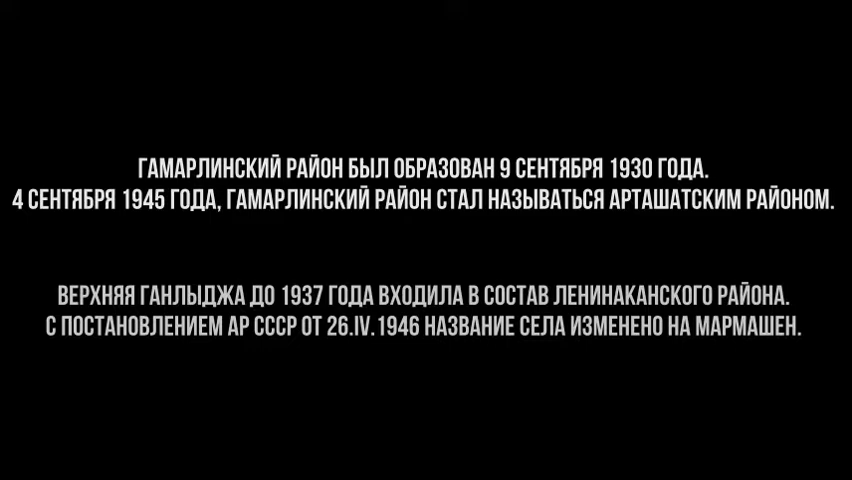 ГАМАРЛИНСКИЙ РАЙОН БЫЛ ОБРАЗОВАН 9 СЕНТЯБРЯ 1930 ГОДА.
4 СЕНТЯБРЯ 1945 ГОДА, ГАМАРЛИНСКИЙ РАЙОН СТАЛ НАЗЫВАТЬСЯ АРТАШАТСКИМ РАЙОНОМ.
ВЕРХНЯЯ ГАНЛЫДЖА ДО 1937 ГОДА ВХОДИЛА В СОСТАВ ЛЕНИНАКАНСКОГО РАЙОНА.
С ПОСТАНОВЛЕНИЕМ АР СССР ОТ 26.IV.1946 НАЗВАНИЕ СЕЛА ИЗМЕНЕНО НА МАРМАШЕН.